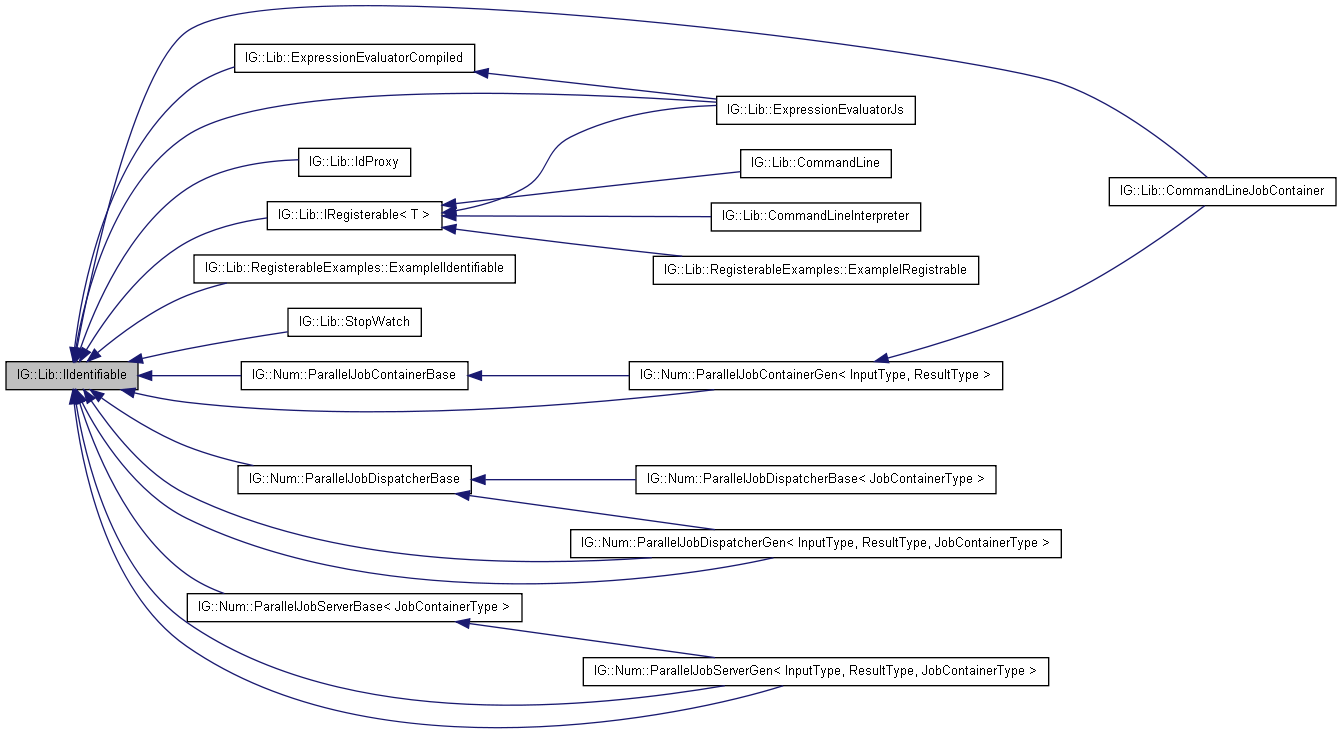 IG::Lib::ExpressionEvaluatorCompiled
IG::Lib::ExpressionEvaluatorJs
IG::Lib::IdProxy
IG::Lib::CommandLine
IG::Lib::CommandLineJobContainer
IG::Lib::IRegisterable< T >
IG::Lib::CommandLineInterpreter
IG::Lib::RegisterableExamples::ExampleIIdentifiable
IG::Lib::RegisterableExamples::ExampleIRegistrable
IG::Lib::StopWatch
IG::Lib::IIdentifiable
IG::Num::ParallelJobContainerBase
IG::Num::ParallelJobContainerGen< InputType, ResultType >
IG::Num::ParallelJobDispatcherBase
IG::Num::ParallelJobDispatcherBase< JobContainerType >
IG::Num::ParallelJobDispatcherGen< InputType, ResultType, JobContainerType >
IG::Num::ParallelJobServerBase< JobContainerType >
IG::Num::ParallelJobServerGen< InputType, ResultType, JobContainerType >